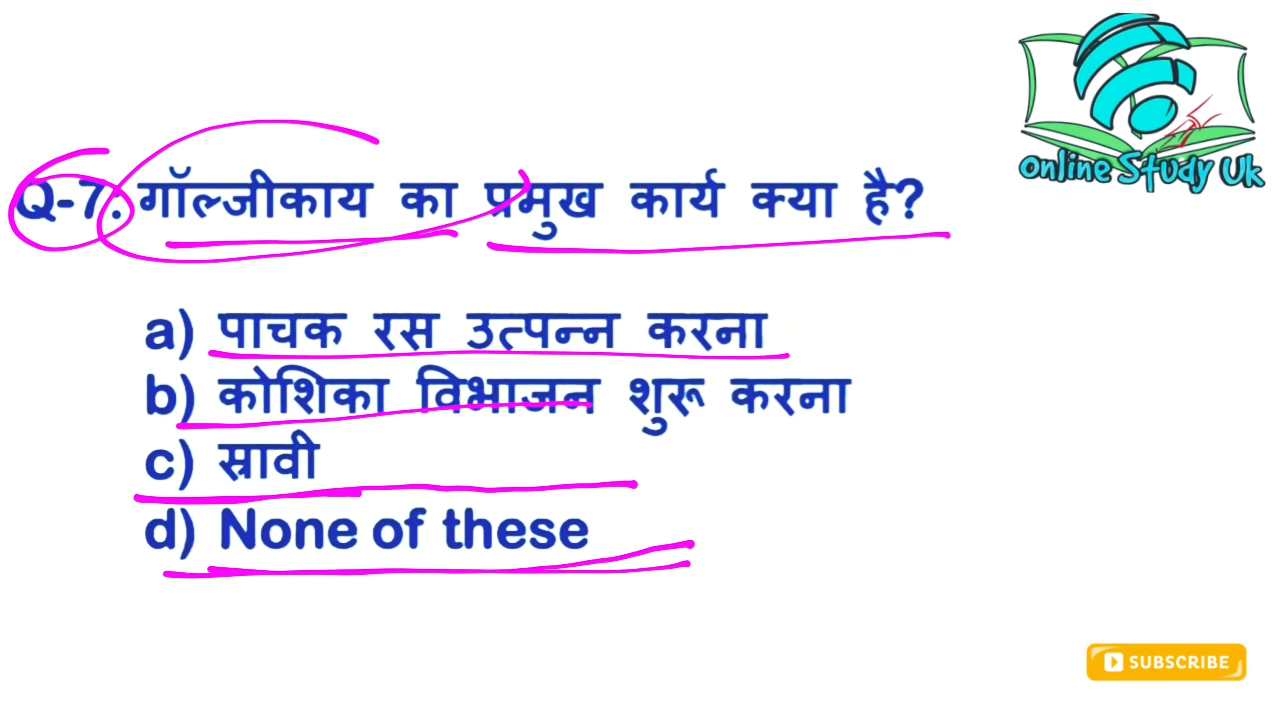 Online Study Uk
Q-7. गॉल्जीकाय का प्रमुख कार्य क्या है?
a) पाचक रस उत्पन्न करना
b) कोशिका विभाजन शुरू करना
c) स्रावी
d) None of these
SUBSCRIBE